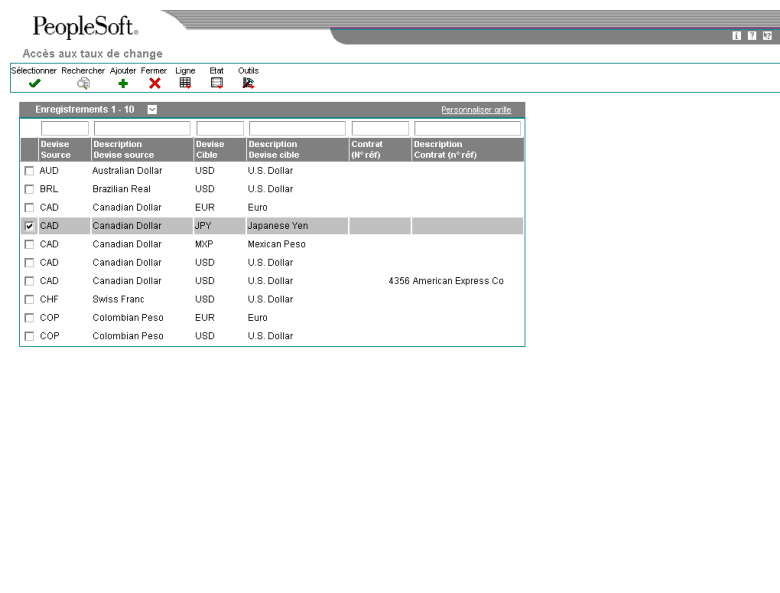 PeopleSoft.
Accès aux taux de change
Sélectionner Rechercher Ajouter Fermer Ligne Etat Outils
Enregistrements 1 - 10 Personnaliser grille
Devise Source Description Devise source Devise Cible Description Devise cible Contrat (N° réf) Description Contrat (n° réf)
AUD Australian Dollar USD U.S. Dollar
BRL Brazilian Real USD U.S. Dollar
CAD Canadian Dollar EUR Euro
CAD Canadian Dollar JPY Japanese Yen
CAD Canadian Dollar MXP Mexican Peso
CAD Canadian Dollar USD U.S. Dollar
CAD Canadian Dollar USD U.S. Dollar 4356 American Express Co
CHF Swiss Franc USD U.S. Dollar
COP Colombian Peso EUR Euro
COP Colombian Peso USD U.S. Dollar